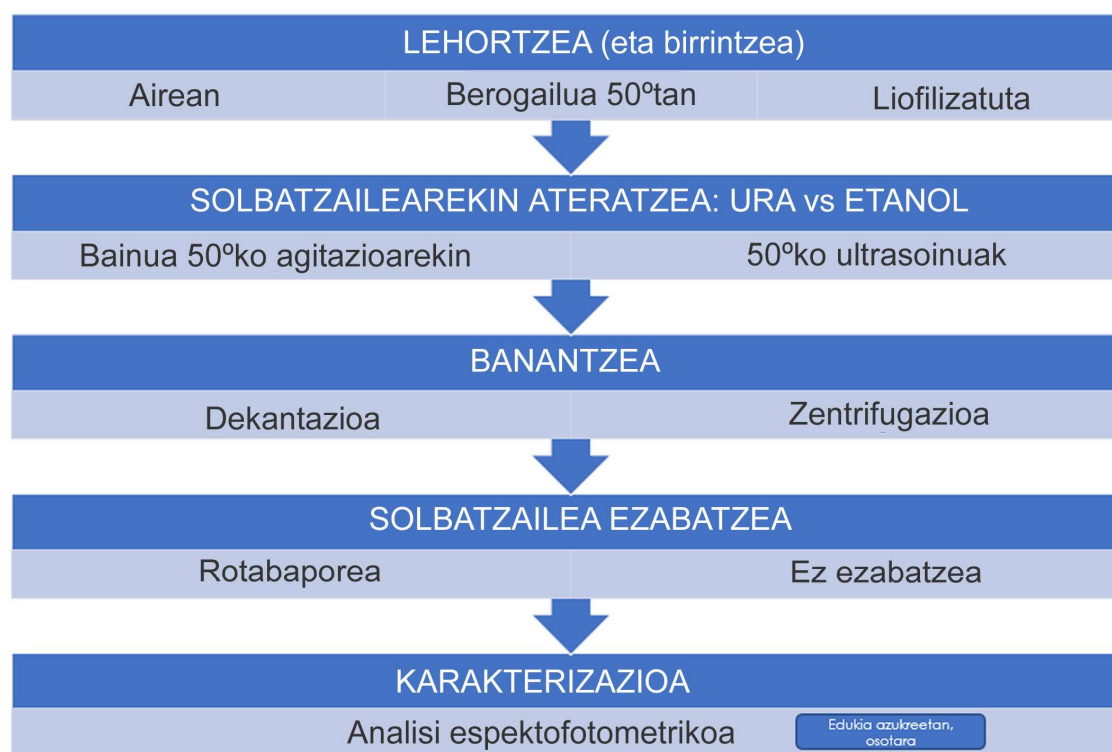 LEHORTZEA (eta birrintzea)
Airean
Berogailua 50ºtan
Liofilizatuta
SOLBATZAILEAREKIN ATERATZEA: URA vs ETANOL
Bainua 50ºko agitazioarekin
50ºko ultrasoinuak
BANANTZEA
Dekantazioa
Zentrifugazioa
SOLBATZAILEA EZABATZEA
Rotabaporea
Ez ezabatzea
KARAKTERIZAZIOA
Analisi espektofotometrikoa
Edukia azukreetan,
osotara